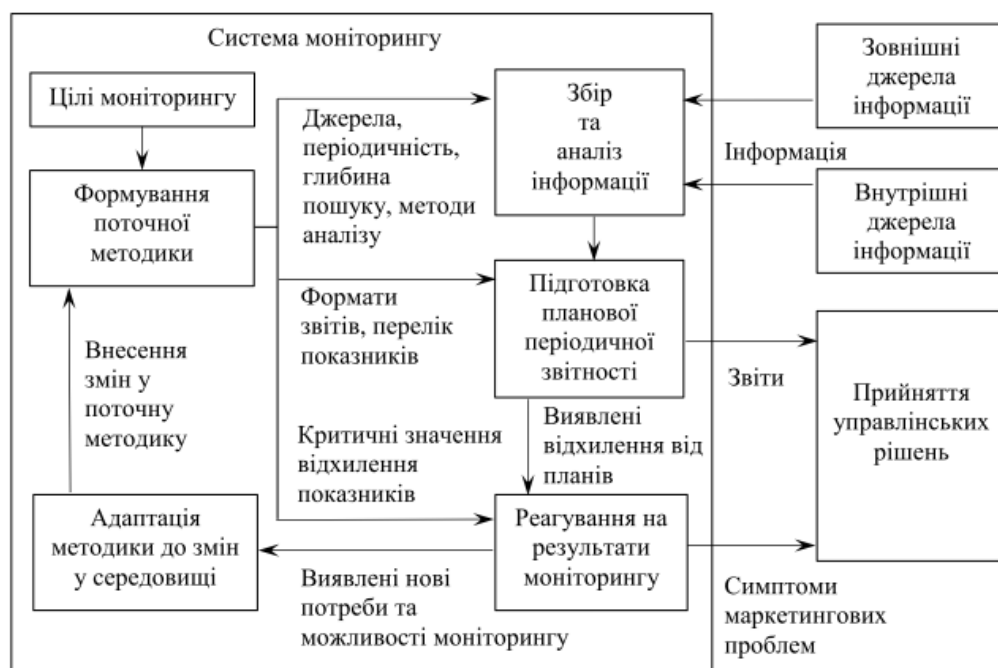 Система моніторингу
Цілі моніторингу
Формування
поточної
методики
Джерела,
періодичність,
глибина
пошуку, методи
аналізу
Збір
та
аналіз
інформації
Зовнішні
джерела
інформації
Інформація
Внутрішні
джерела
інформації
Формати
звітів, перелік
показників
Підготовка
планової
періодичної
звітності
Звіти
Прийняття
управлінських
рішень
Внесення
змін у
поточну
методику
Критичні значення
відхилення
показників
Виявлені
відхилення від
планів
Адаптація
методики до змін
у середовищі
Реагування на
результати
моніторингу
Виявлені нові
потреби та
можливості моніторингу
Симптоми
маркетингових
проблем